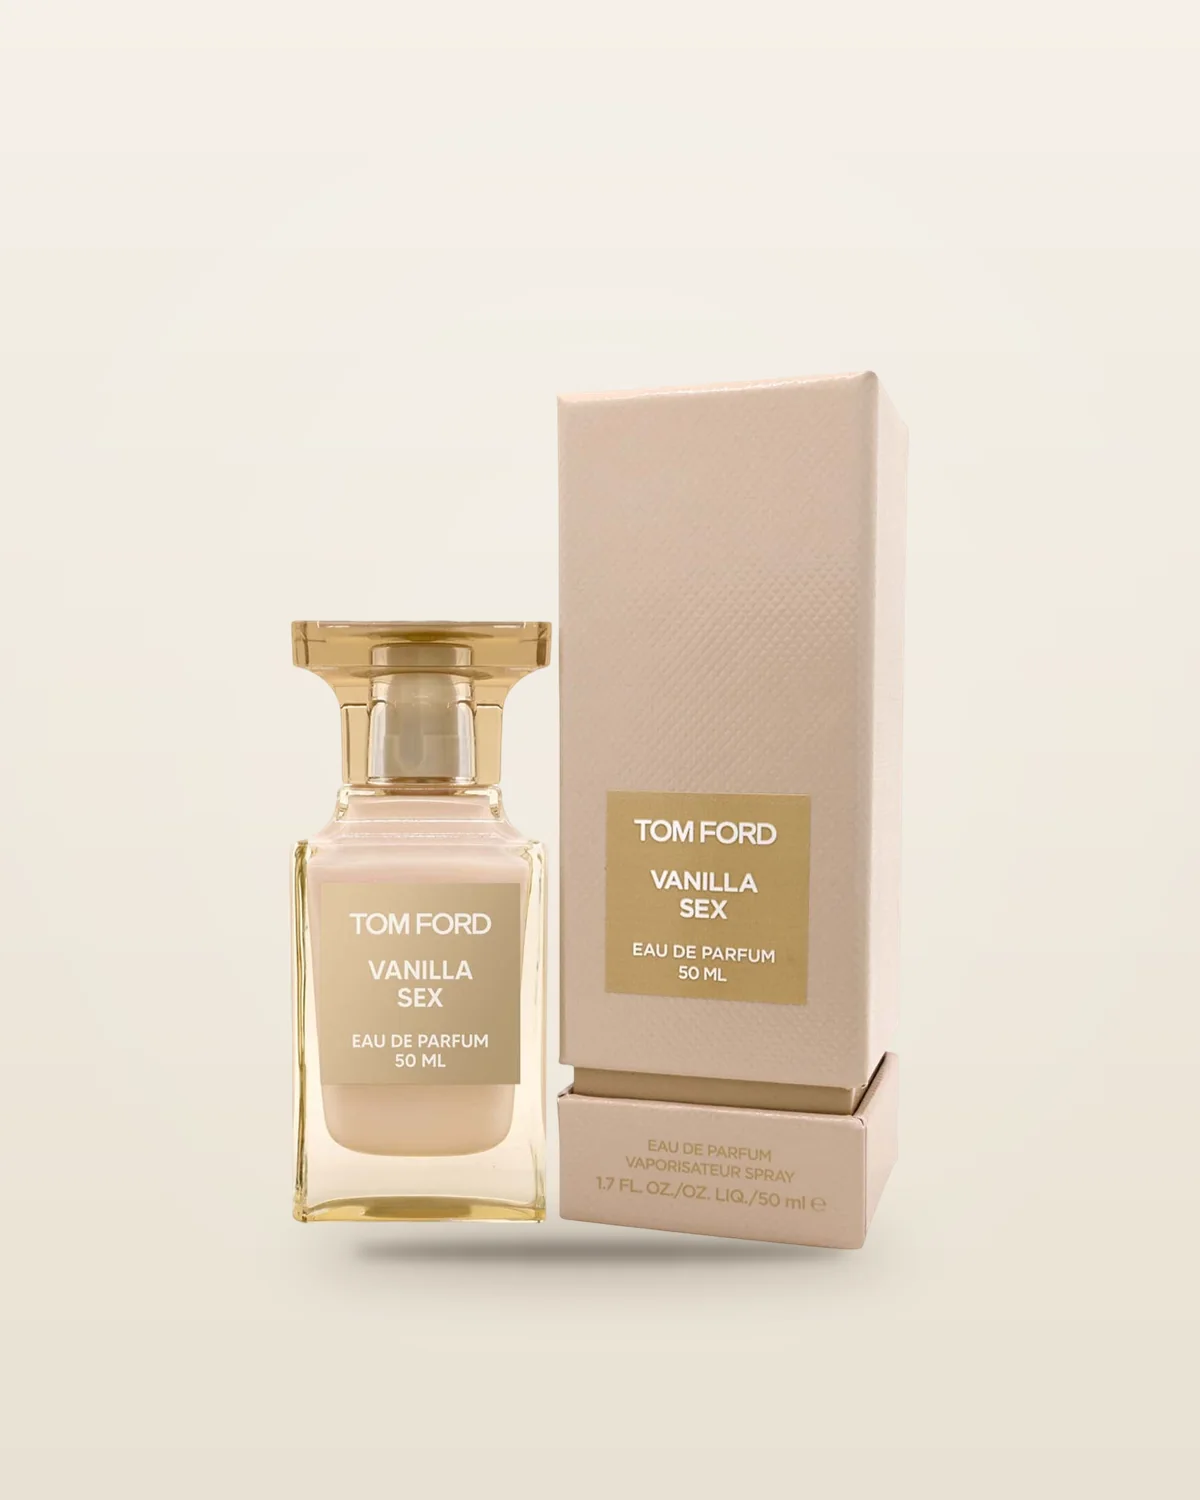 TOM FORD
VANILLA
SEX
EAU DE PARFUM
50 ML
TOM FORD
VANILLA
SEX
EAU DE PARFUM
50 ML
EAU DE PARFUM
VAPORISATEUR SPRAY
1.7 FL. OZ./OZ. LIQ./50 ml ℮